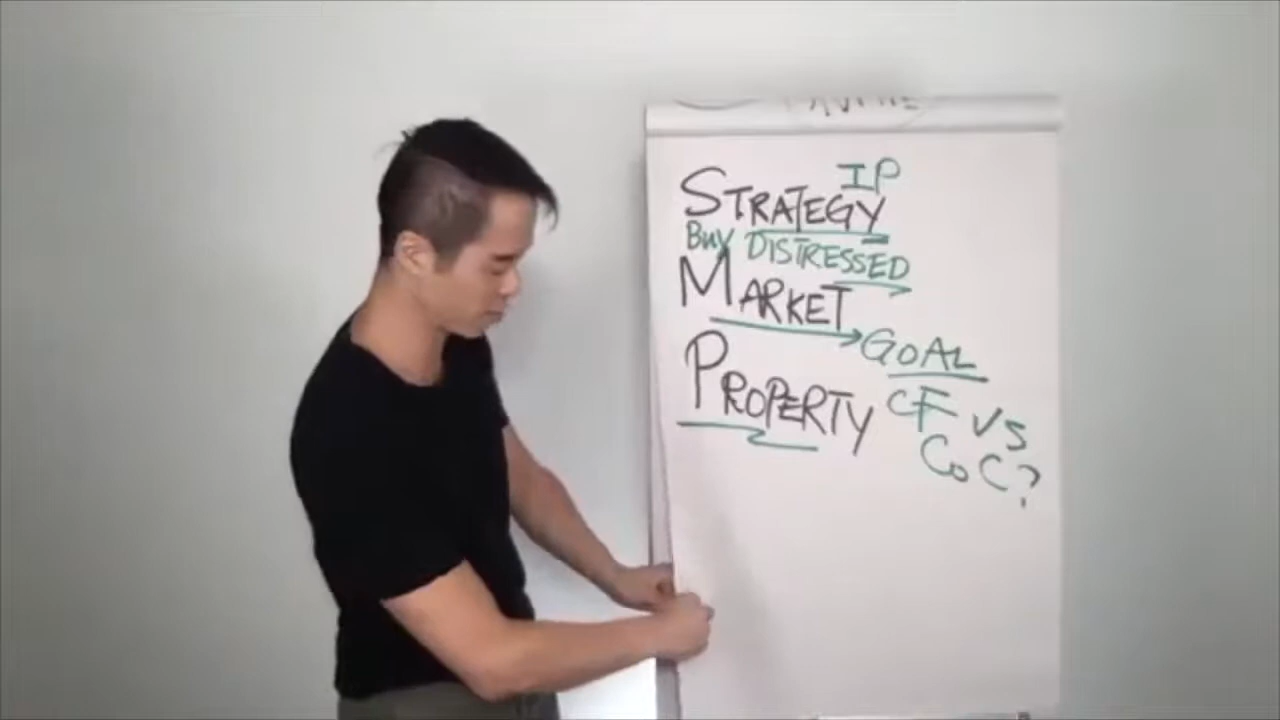 IP
STRATEGY
BUY DISTRESSED
MARKET
GOAL
PROPERTY
CF VS
COC?